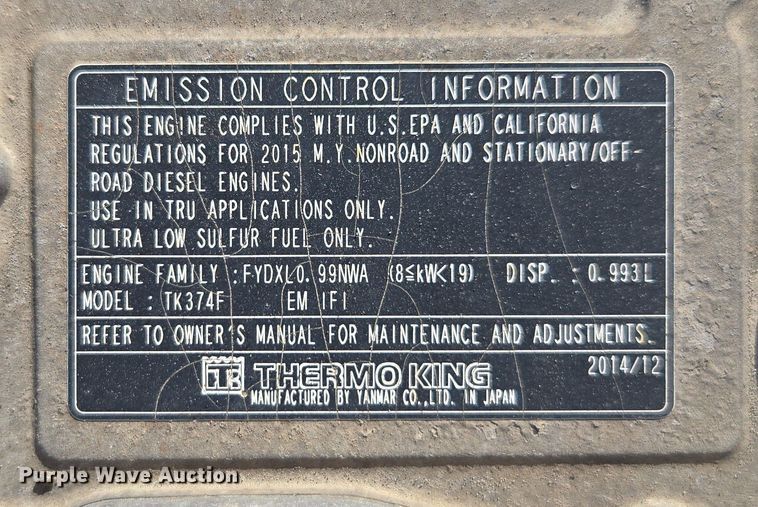 EMISSION CONTROL INFORMATION
THIS ENGINE COMPLIES WITH U.S.EPA AND CALIFORNIA
REGULATIONS FOR 2015 M.Y.NONROAD AND STATIONARY/OFF-
ROAD DIESEL ENGINES.
USE IN TRU APPLICATIONS ONLY.
ULTRA LOW SULFUR FUEL ONLY.
ENGINE FAMILY :FYDXL0.99NWA (8≤kW<19) DISP. : 0.993L
MODEL : TK374F EM IFI
REFER TO OWNER'S MANUAL FOR MAINTENANCE AND ADJUSTMENTS.
2014/12
TK THERMO KING
MANUFACTURED BY YANMAR CO.,LTD. IN JAPAN
Purple Wave Auction